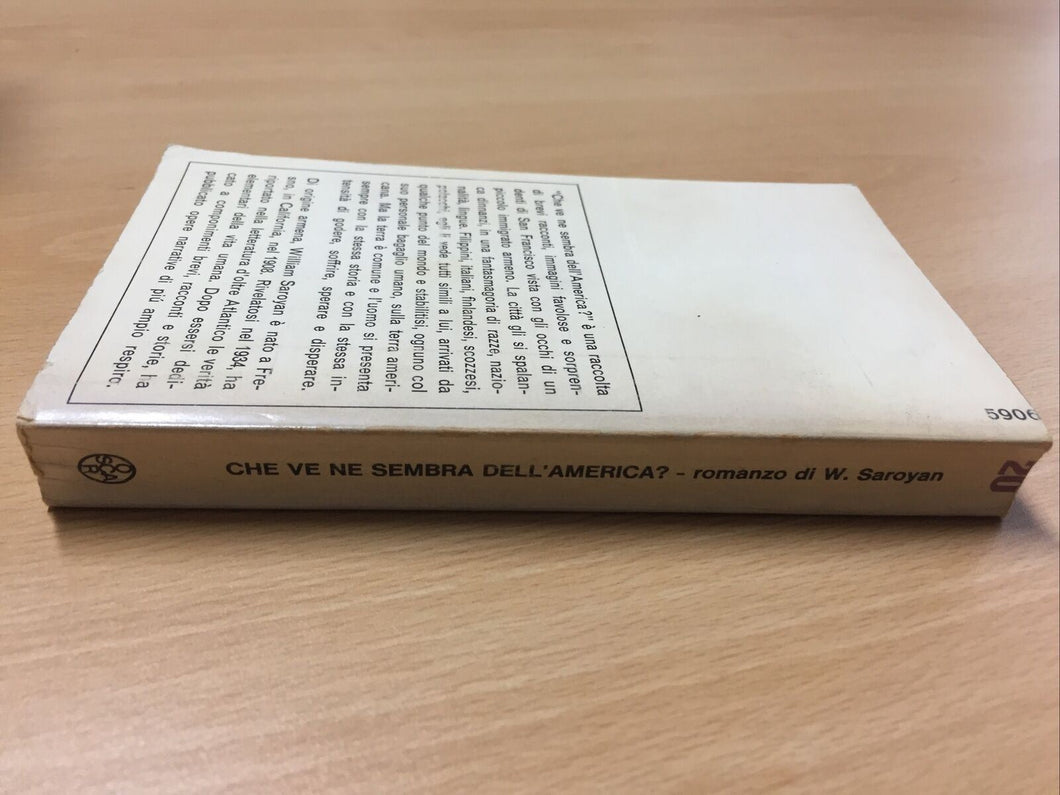 "Che ve ne sembra dell'America?" è una raccolta
di brevi racconti, immagini favolose e sorpren-
denti di San Francisco vista con gli occhi di un
piccolo immigrato armeno. La città gli si spalan-
ca dinnanzi, in una fantasmagoria di razze, nazio-
nalità, lingue. Filippini, italiani, finlandesi, scozzesi,
polacchi, egli li vede tutti simili a lui, arrivati da
qualche punto del mondo e stabilitisi, ognuno col
suo personale bagaglio umano, sulla terra ameri-
cana. Ma la terra è comune e l'uomo si presenta
sempre con la stessa storia e con la stessa in-
tensità di godere, soffrire, sperare e disperare.
Di origine armena, William Saroyan è nato a Fre-
sno, in California, nel 1908. Rivelatosi nel 1934, ha
riportato nella letteratura d'oltre Atlantico le verità
elementari della vita umana. Dopo essersi dedi-
cato a componimenti brevi, racconti e storie, ha
pubblicato opere narrative di più ampio respiro.
5906
OSCAR
CHE VE NE SEMBRA DELL'AMERICA? - romanzo di W. Saroyan
20